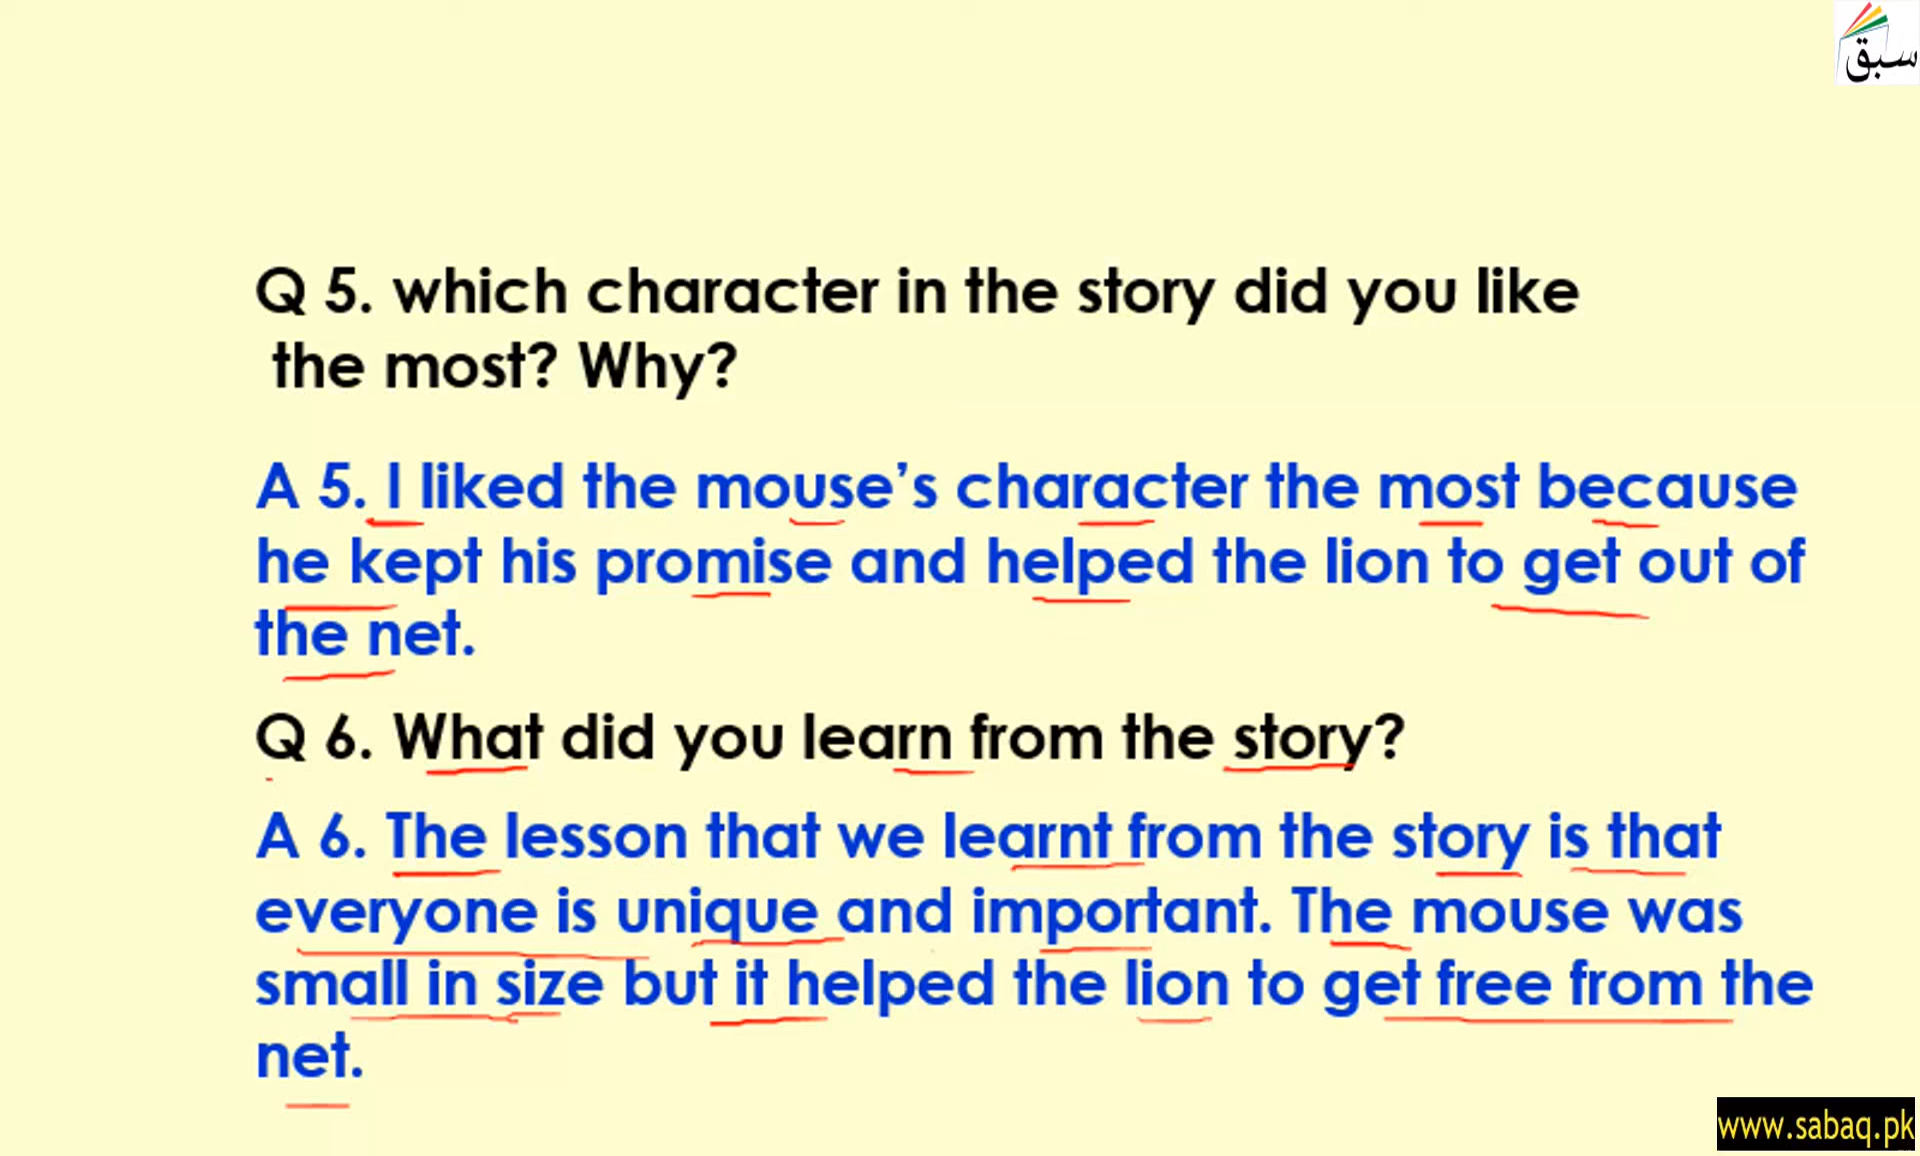 سبق
Q 5. which character in the story did you like
the most? Why?
A 5. I liked the mouse’s character the most because
he kept his promise and helped the lion to get out of
the net.
Q 6. What did you learn from the story?
A 6. The lesson that we learnt from the story is that
everyone is unique and important. The mouse was
small in size but it helped the lion to get free from the
net.
www.sabaq.pk